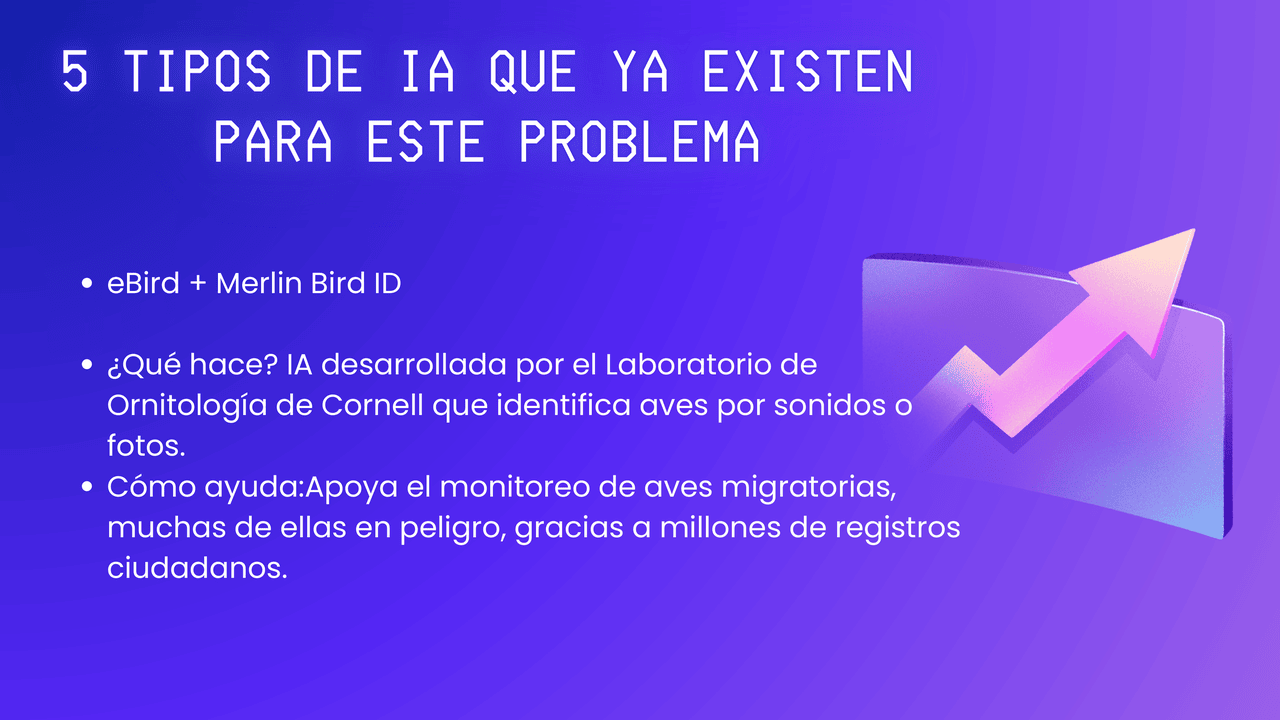 5 TIPOS DE IA QUE YA EXISTEN
PARA ESTE PROBLEMA
• eBird + Merlin Bird ID
• ¿Qué hace? IA desarrollada por el Laboratorio de
Ornitología de Cornell que identifica aves por sonidos o
fotos.
• Cómo ayuda:Apoya el monitoreo de aves migratorias,
muchas de ellas en peligro, gracias a millones de registros
ciudadanos.